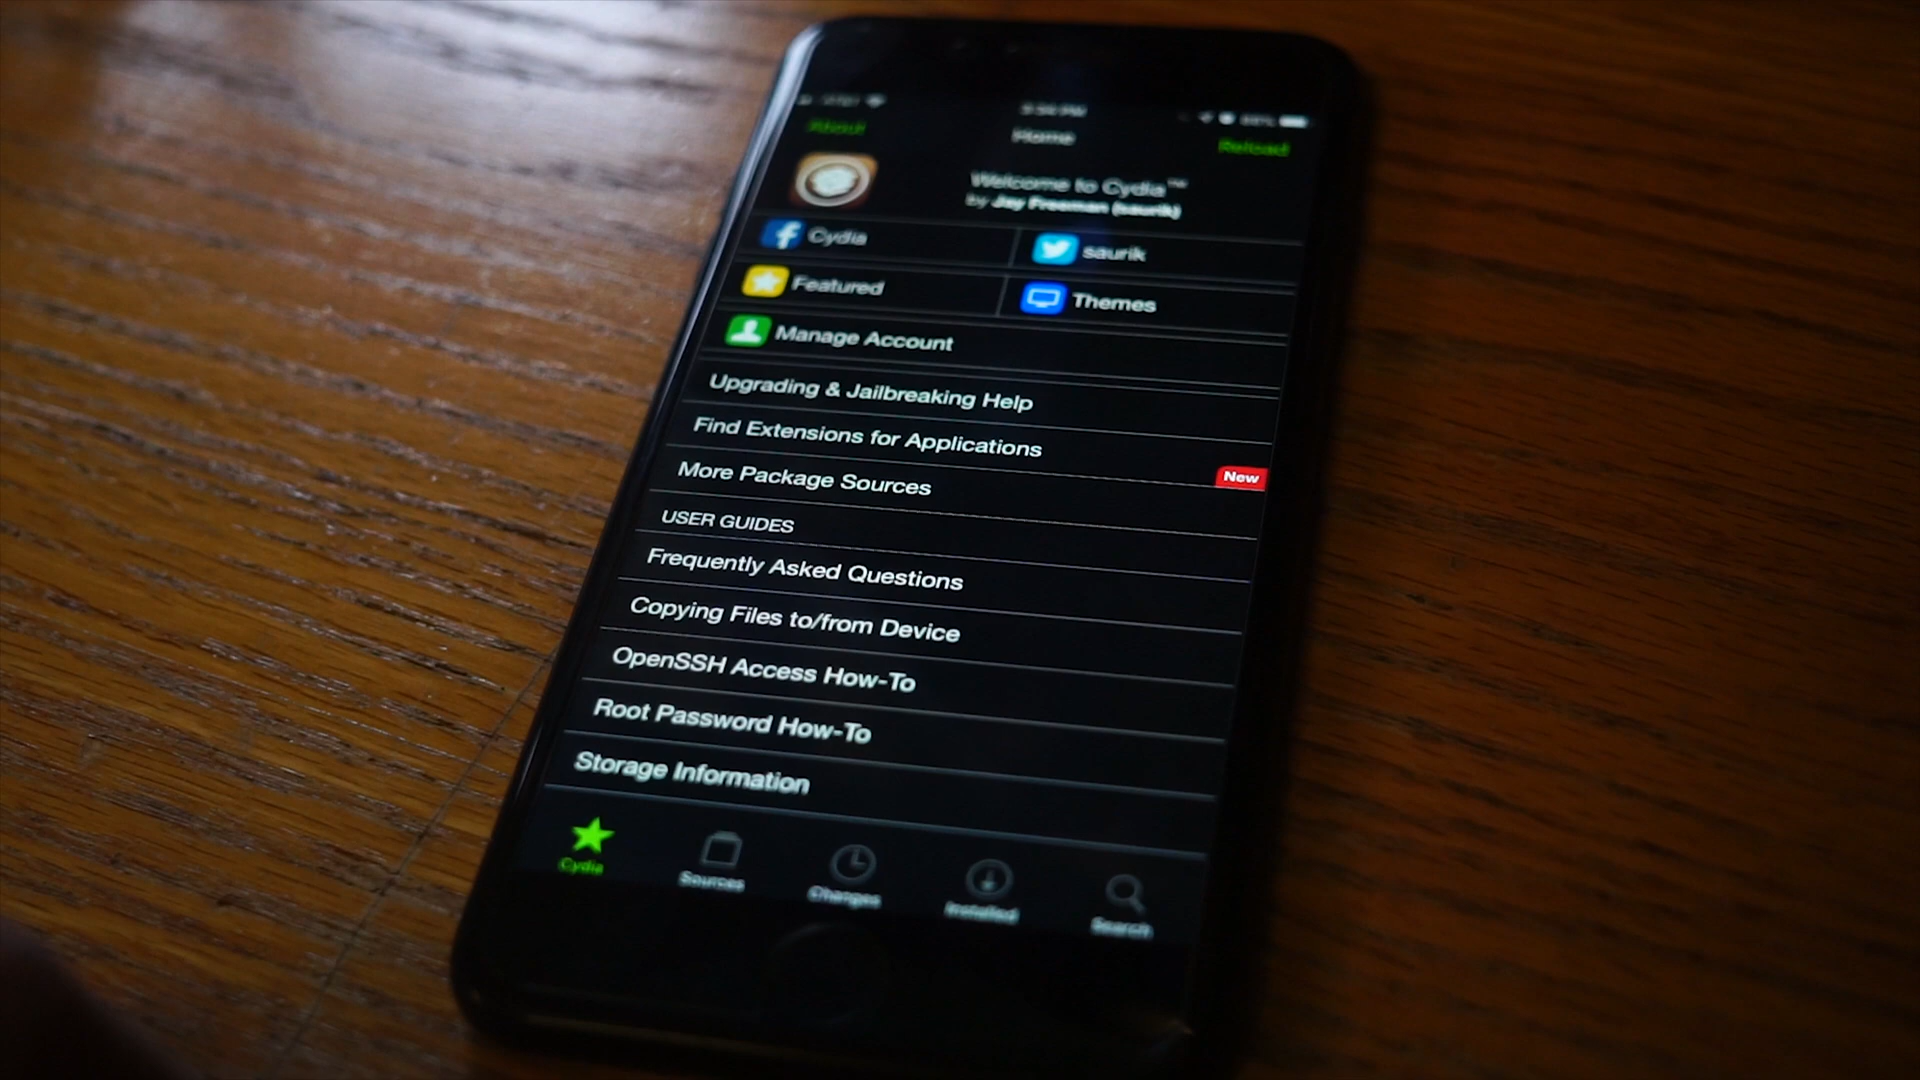 About
Home
Reload
Welcome to Cydia™
by Jay Freeman (saurik)
Cydia
saurik
Featured
Themes
Manage Account
Upgrading & Jailbreaking Help
Find Extensions for Applications
More Package Sources
New
USER GUIDES
Frequently Asked Questions
Copying Files to/from Device
OpenSSH Access How-To
Root Password How-To
Storage Information
Cydia
Sources
Changes
Installed
Search